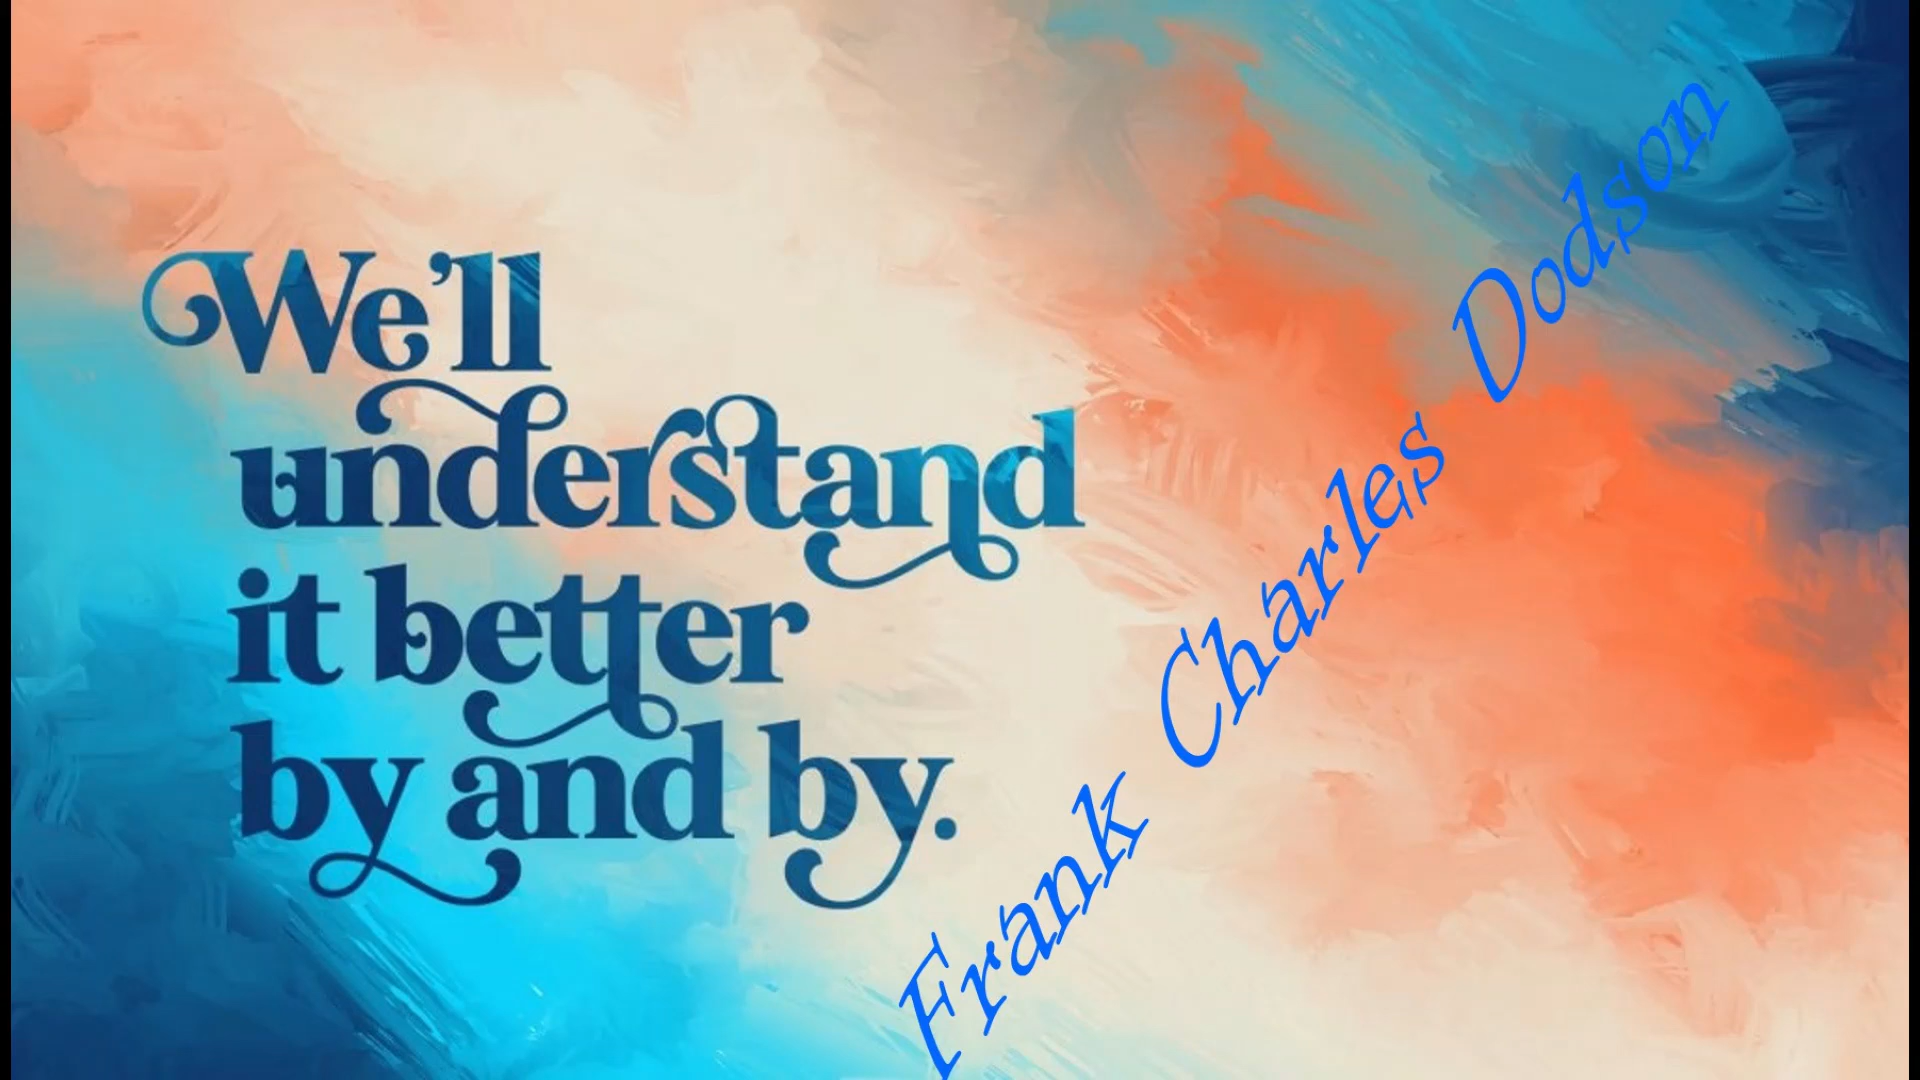 We'll
understand
it better
by and by.
Frank Charles Dodson